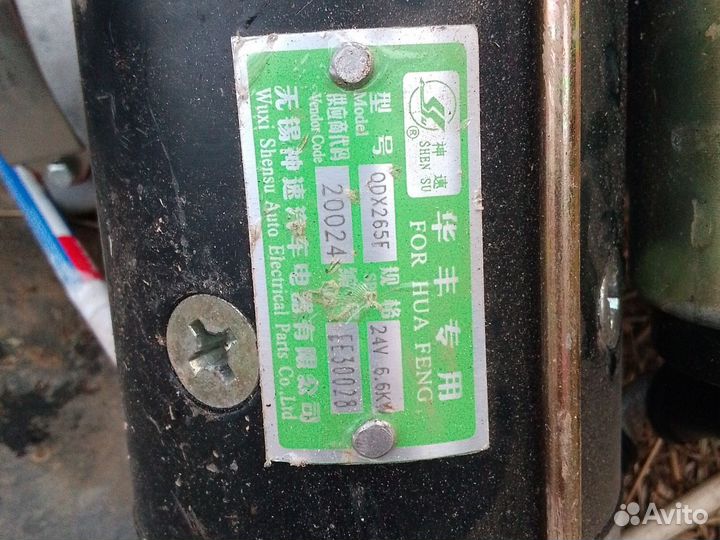 神速
SHEN SU
®
华丰专用
FOR HUA FENG
型号 QDX265F 规格 24V 6.6KW
Model
供应商代码 20024 EE30028
Vendor Code
无锡神速汽车电器有限公司
Wuxi Shensu Auto Electrical Parts Co.,Ltd
Avito